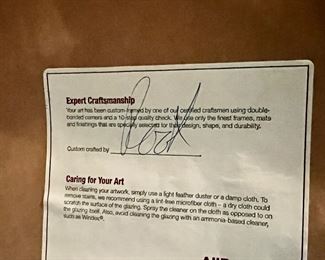 Expert Craftsmanship
Your art has been custom-framed by one of our certified craftsmen using double-
bonded corners and a 10-step quality check. We use only the finest frames, mats
and finishings that are specially selected for their design, shape, and durability.
Custom crafted by
Caring for Your Art
When cleaning your artwork, simply use a light feather duster or a damp cloth. To
remove stains, we recommend using a lint-free microfiber cloth – a dry cloth could
scratch the surface of the glazing. Spray the cleaner on the cloth as opposed to on
the glazing itself. Also, avoid cleaning the glazing with an ammonia-based cleaner,
such as Windex®.